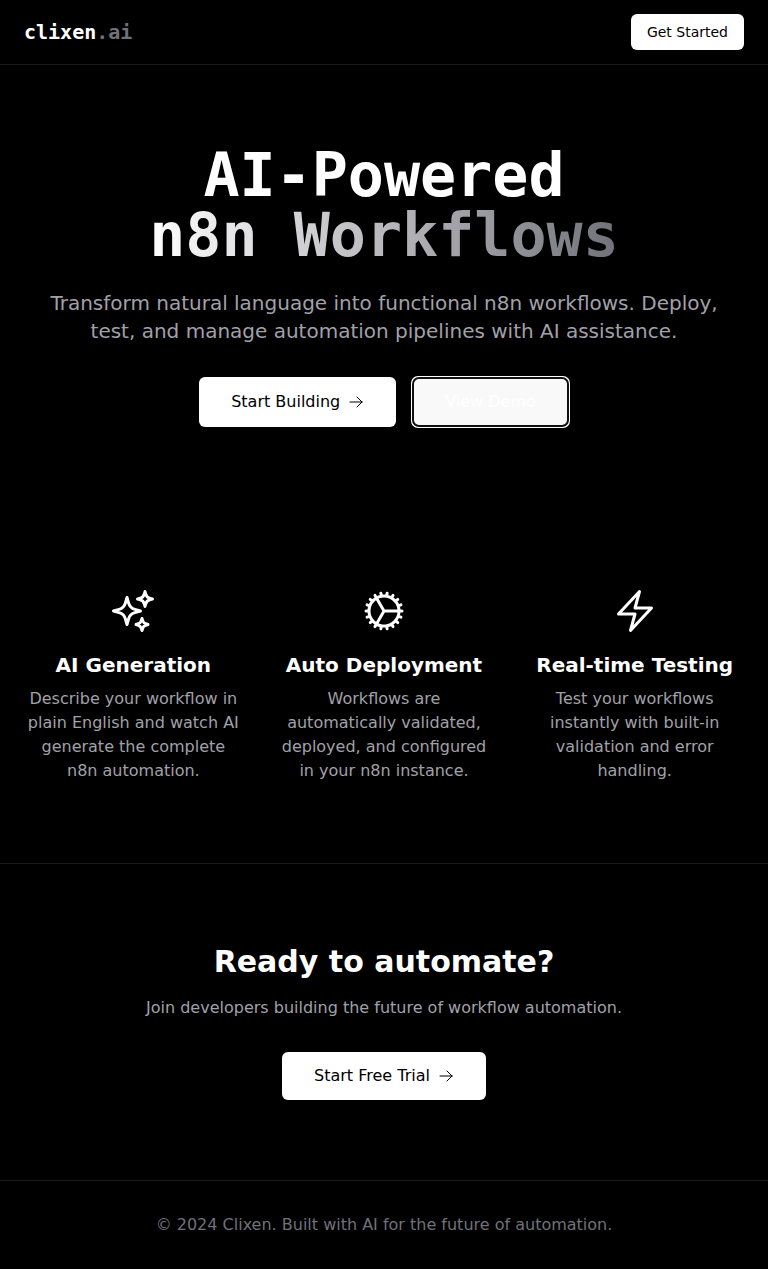 clixen.ai
Get Started
AI-Powered
n8n Workflows
Transform natural language into functional n8n workflows. Deploy,
test, and manage automation pipelines with AI assistance.
Start Building
View Demo
AI Generation
Describe your workflow in
plain English and watch AI
generate the complete
n8n automation.
Auto Deployment
Workflows are
automatically validated,
deployed, and configured
in your n8n instance.
Real-time Testing
Test your workflows
instantly with built-in
validation and error
handling.
Ready to automate?
Join developers building the future of workflow automation.
Start Free Trial
© 2024 Clixen. Built with AI for the future of automation.